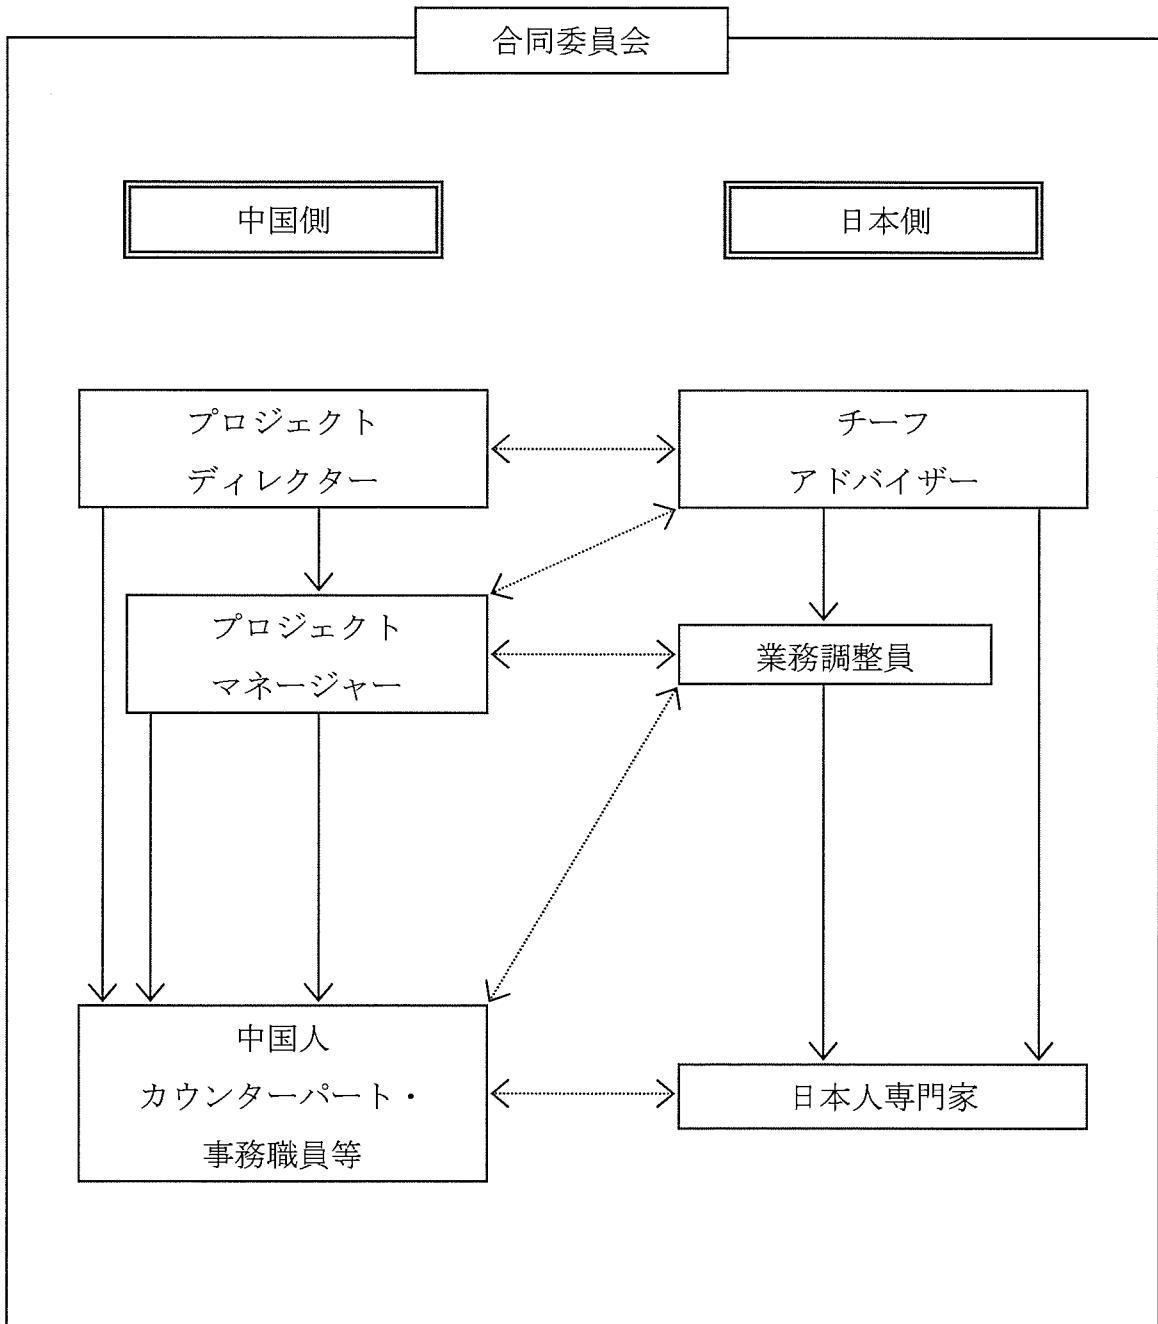 合同委員会
中国側
日本側
プロジェクト
ディレクター
チーフ
アドバイザー
プロジェクト
マネージャー
業務調整員
中国人
カウンターパート・
事務職員等
日本人専門家